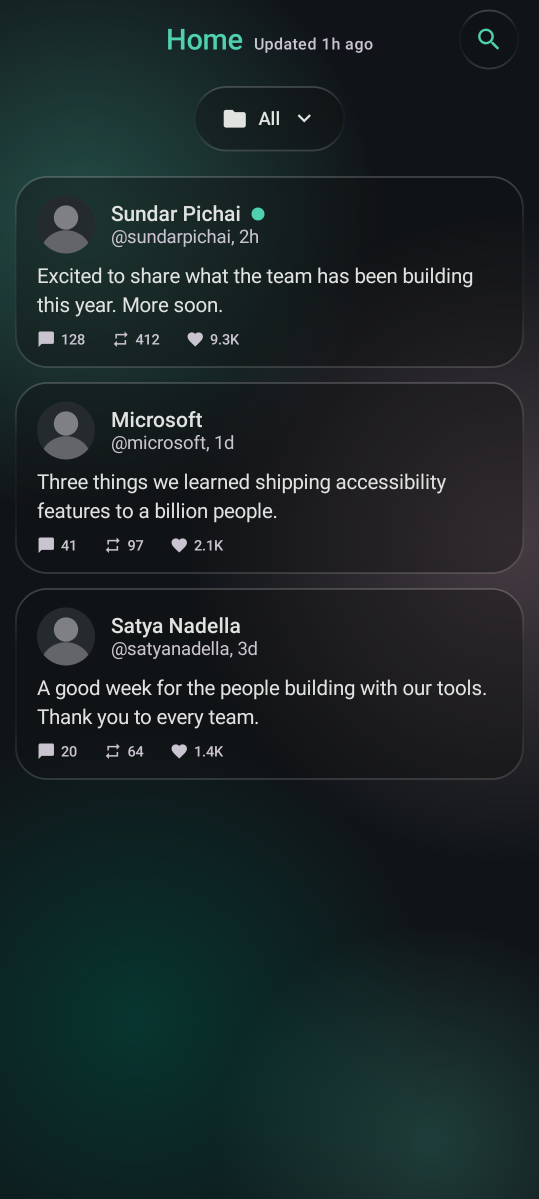 Home Updated 1h ago
All
Sundar Pichai
@sundarpichai, 2h
Excited to share what the team has been building
this year. More soon.
128 412 9.3K
Microsoft
@microsoft, 1d
Three things we learned shipping accessibility
features to a billion people.
41 97 2.1K
Satya Nadella
@satyanadella, 3d
A good week for the people building with our tools.
Thank you to every team.
20 64 1.4K